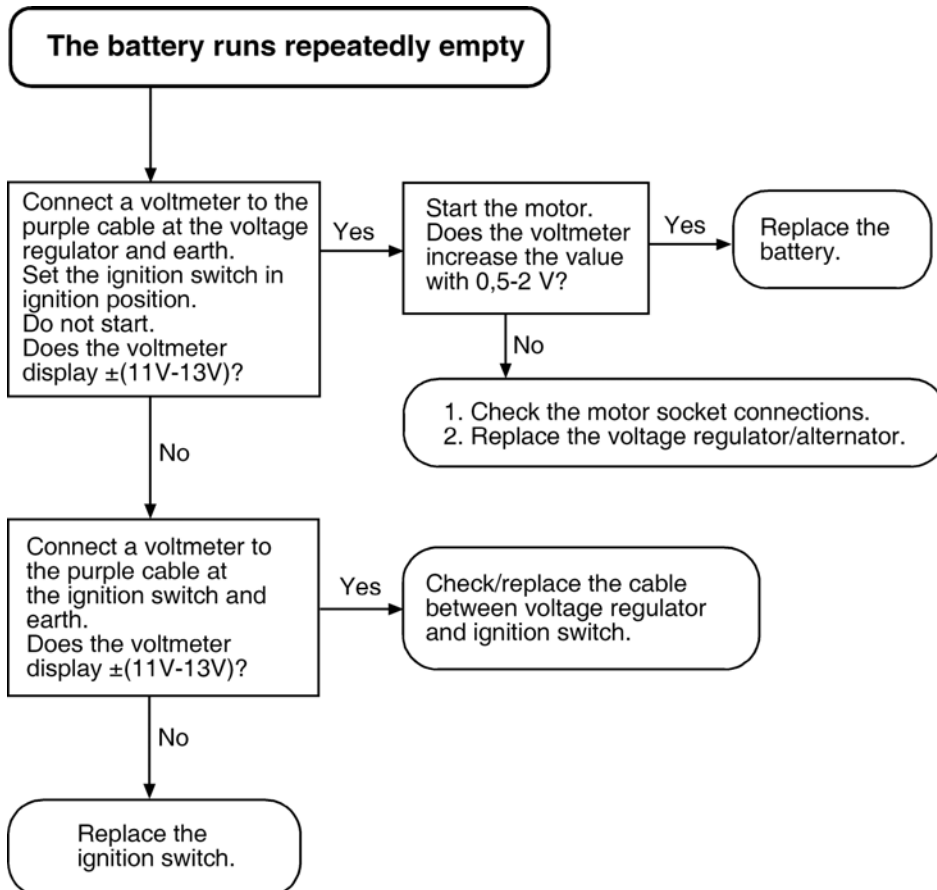 The battery runs repeatedly empty
Connect a voltmeter to the
purple cable at the voltage
regulator and earth.
Set the ignition switch in
ignition position.
Do not start.
Does the voltmeter
display ±(11V-13V)?
Yes
Start the motor.
Does the voltmeter
increase the value
with 0,5-2 V?
Yes
Replace the
battery.
No
1. Check the motor socket connections.
2. Replace the voltage regulator/alternator.
No
Connect a voltmeter to
the purple cable at
the ignition switch and
earth.
Does the voltmeter
display ±(11V-13V)?
Yes
Check/replace the cable
between voltage regulator
and ignition switch.
No
Replace the
ignition switch.